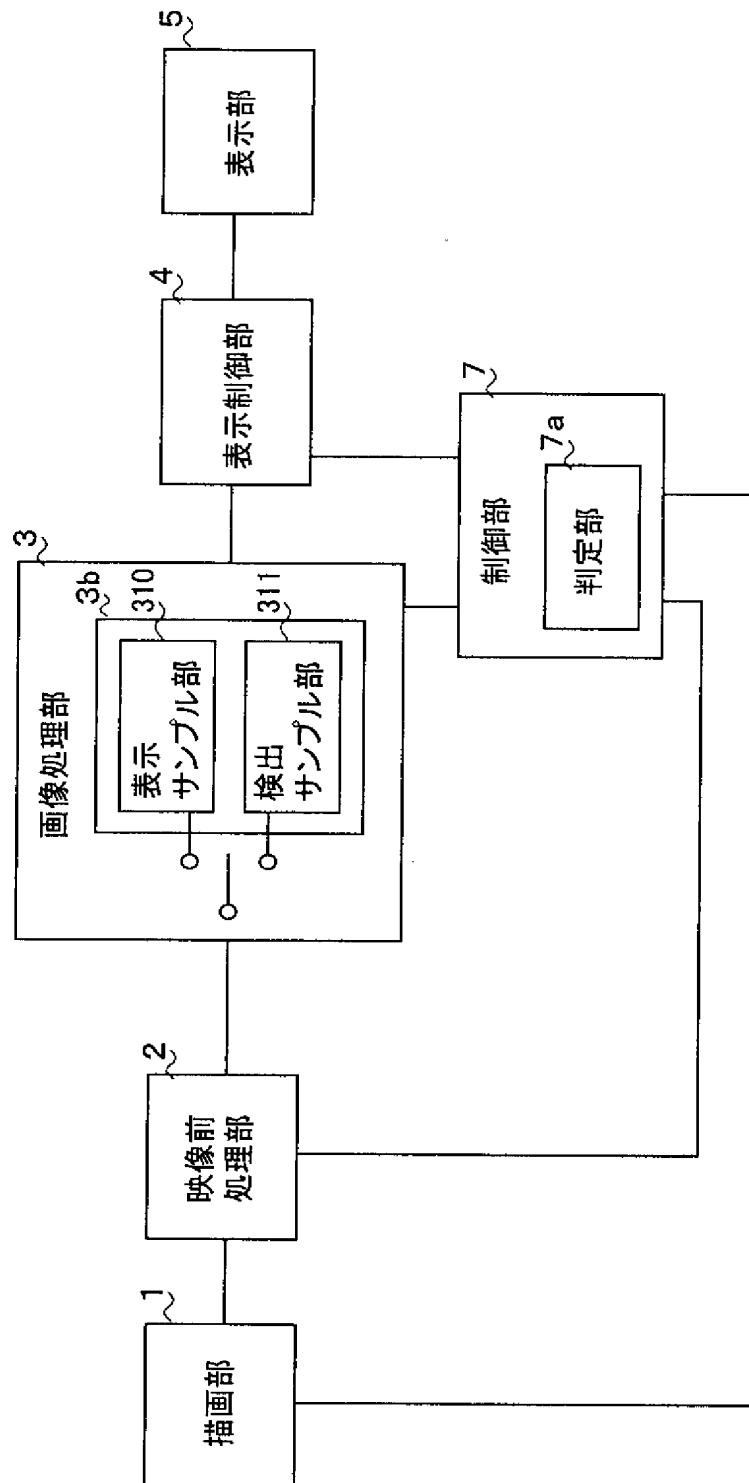 1
描画部
2
映像前
処理部
3
画像処理部
3b
310
表示
サンプル部
311
検出
サンプル部
4
表示制御部
5
表示部
7
制御部
7a
判定部